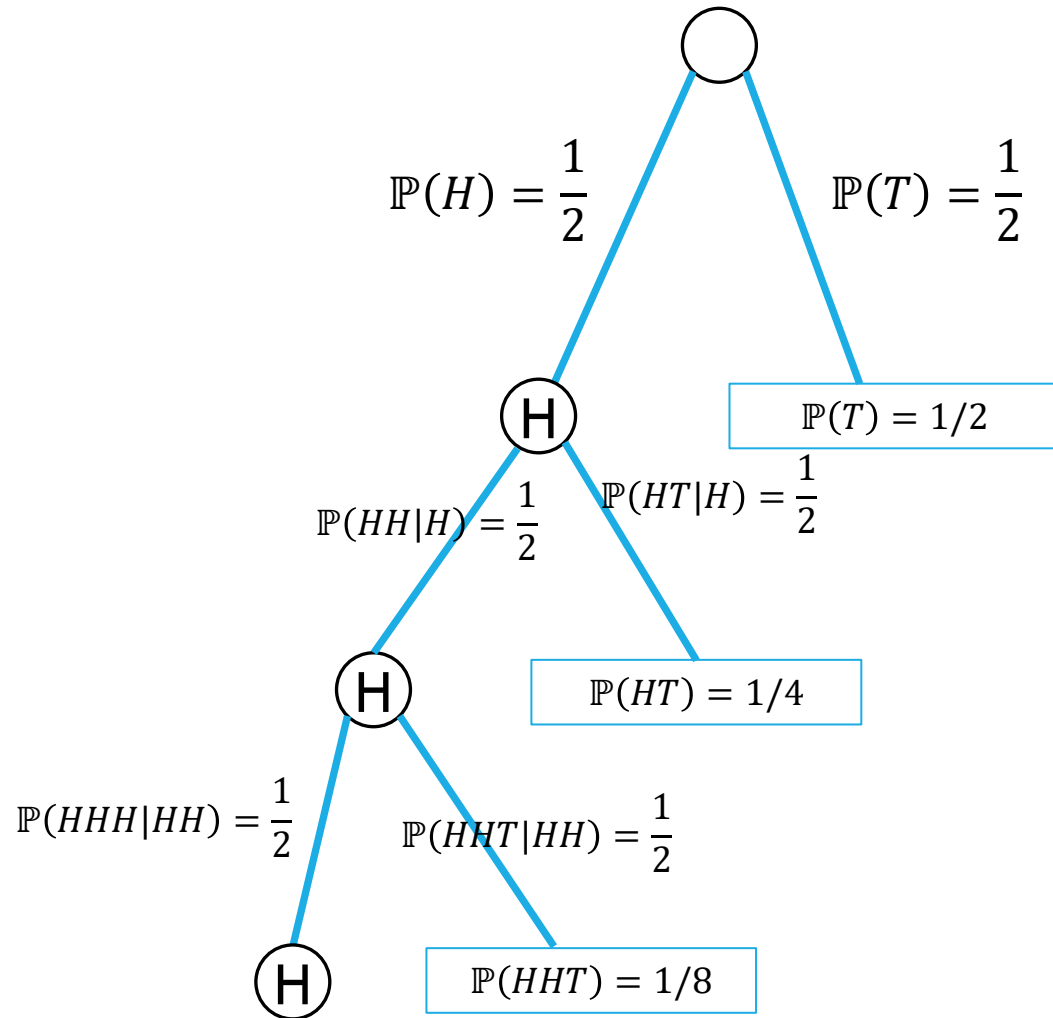 ℙ(H) = 1/2
ℙ(T) = 1/2
H
ℙ(T) = 1/2
ℙ(HH|H) = 1/2
ℙ(HT|H) = 1/2
H
ℙ(HT) = 1/4
ℙ(HHH|HH) = 1/2
ℙ(HHT|HH) = 1/2
H
ℙ(HHT) = 1/8